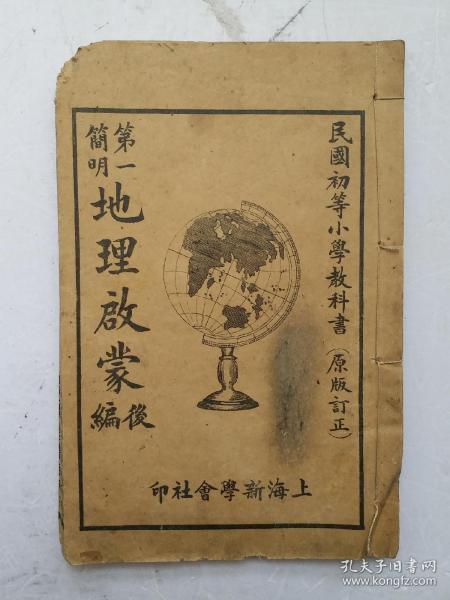 民國初等小學教科書（原版訂正）
第一簡明
地理啟蒙
後編
上海新學會社印
孔夫子旧书网
www.kongfz.com